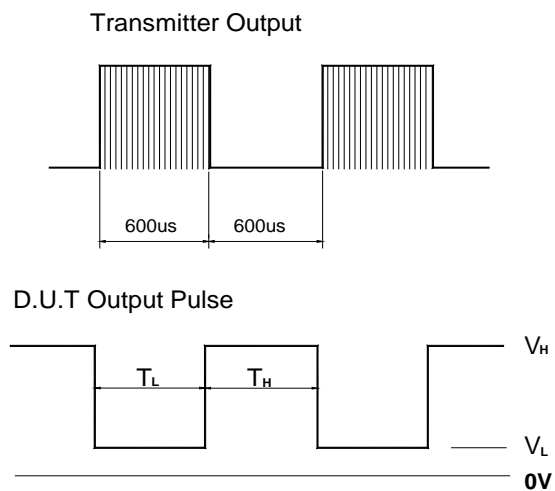 Transmitter Output
600us 600us
D.U.T Output Pulse
VH
TL TH
VL
0V